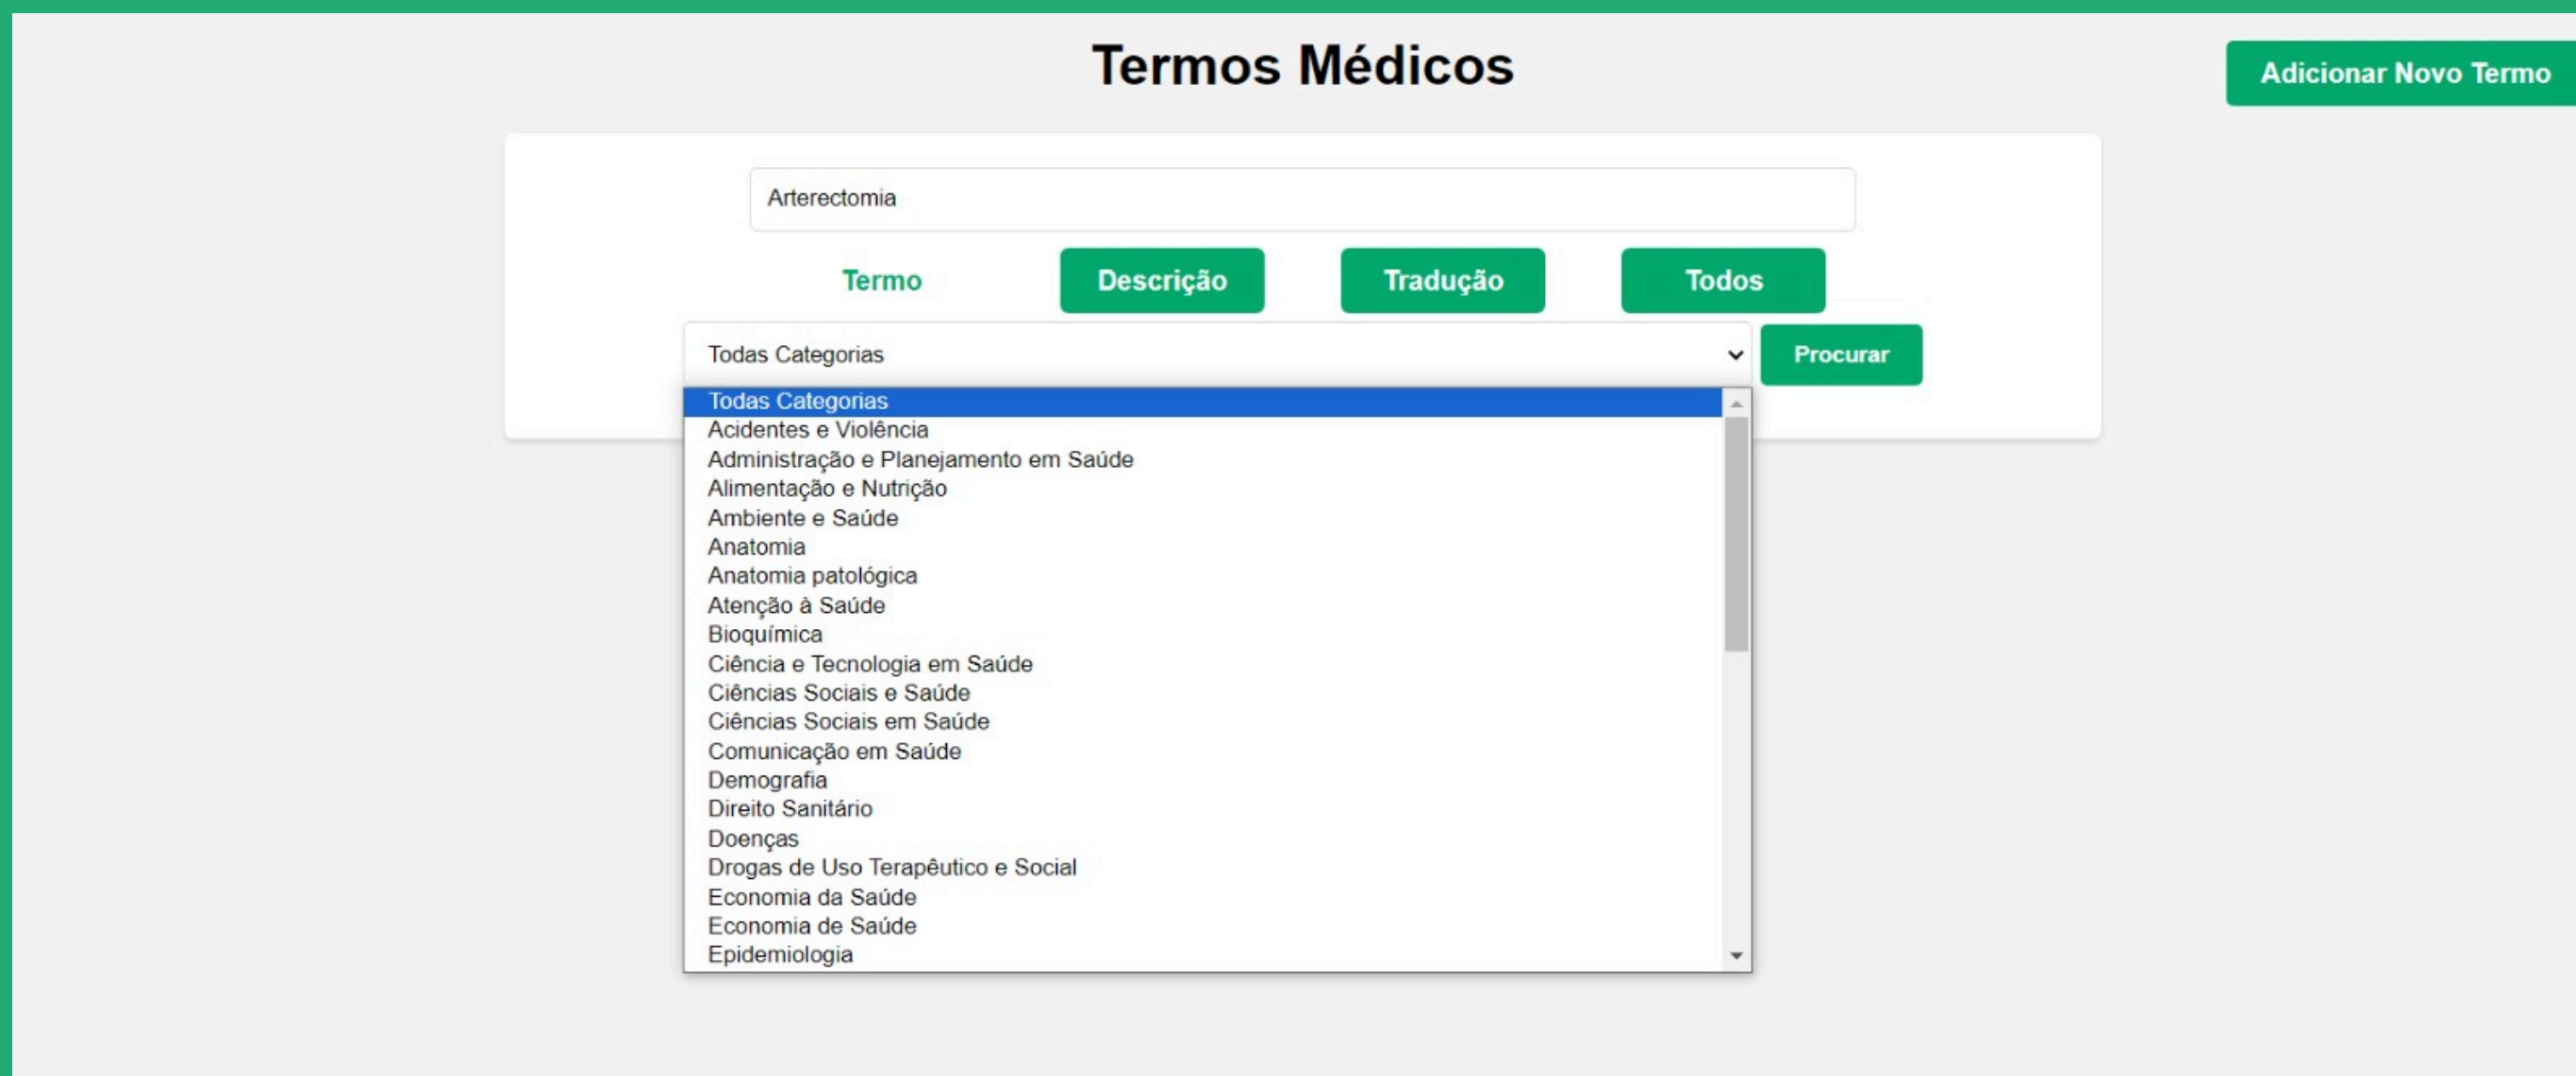 Termos Médicos
Adicionar Novo Termo
Arterectomia
Termo
Descrição
Tradução
Todos
Todas Categorias
Procurar
Todas Categorias
Acidentes e Violência
Administração e Planejamento em Saúde
Alimentação e Nutrição
Ambiente e Saúde
Anatomia
Anatomia patológica
Atenção à Saúde
Bioquímica
Ciência e Tecnologia em Saúde
Ciências Sociais e Saúde
Ciências Sociais em Saúde
Comunicação em Saúde
Demografia
Direito Sanitário
Doenças
Drogas de Uso Terapêutico e Social
Economia da Saúde
Economia de Saúde
Epidemiologia